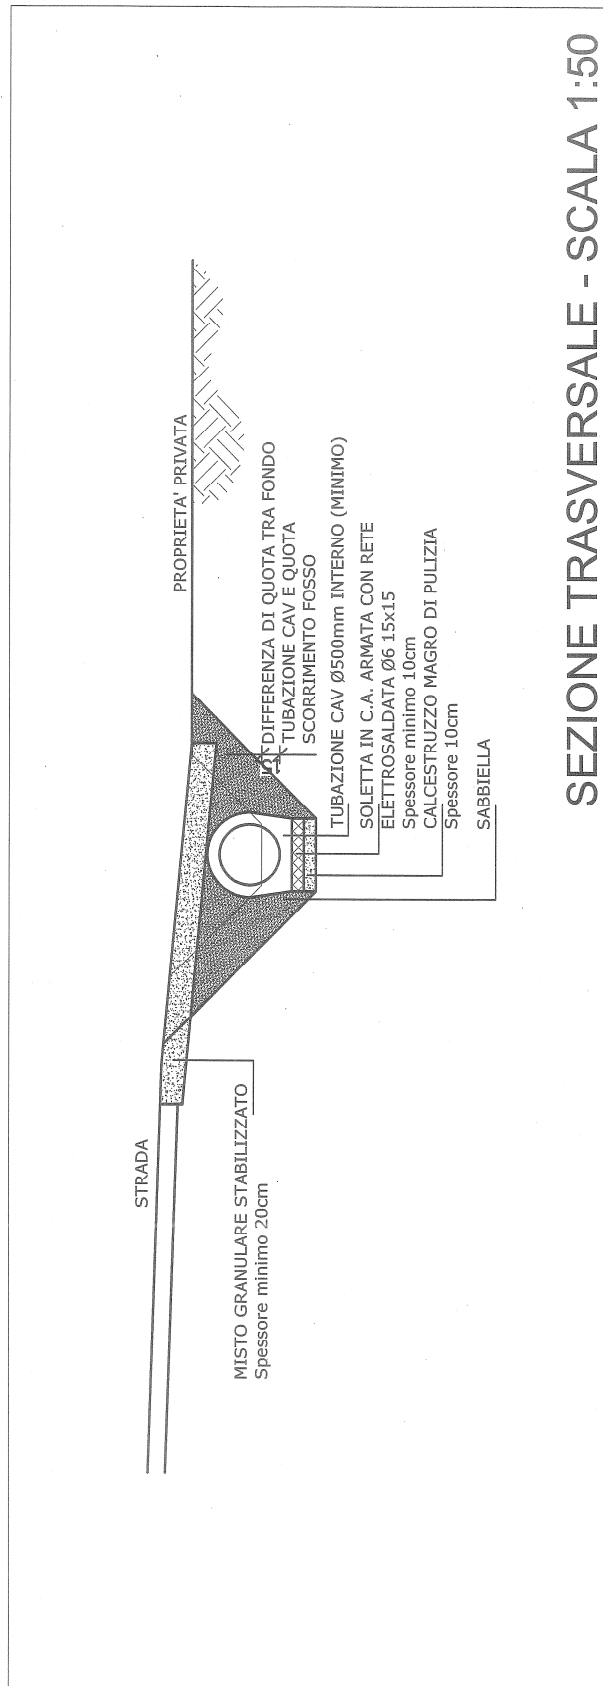 STRADA
PROPRIETA' PRIVATA
MISTO GRANULARE STABILIZZATO
Spessore minimo 20cm
15
DIFFERENZA DI QUOTA TRA FONDO
TUBAZIONE CAV E QUOTA
SCORRIMENTO FOSSO
TUBAZIONE CAV Ø500mm INTERNO (MINIMO)
SOLETTA IN C.A. ARMATA CON RETE
ELETTROSALDATA Ø6 15x15
Spessore minimo 10cm
CALCESTRUZZO MAGRO DI PULIZIA
Spessore 10cm
SABBIELLA
SEZIONE TRASVERSALE - SCALA 1:50